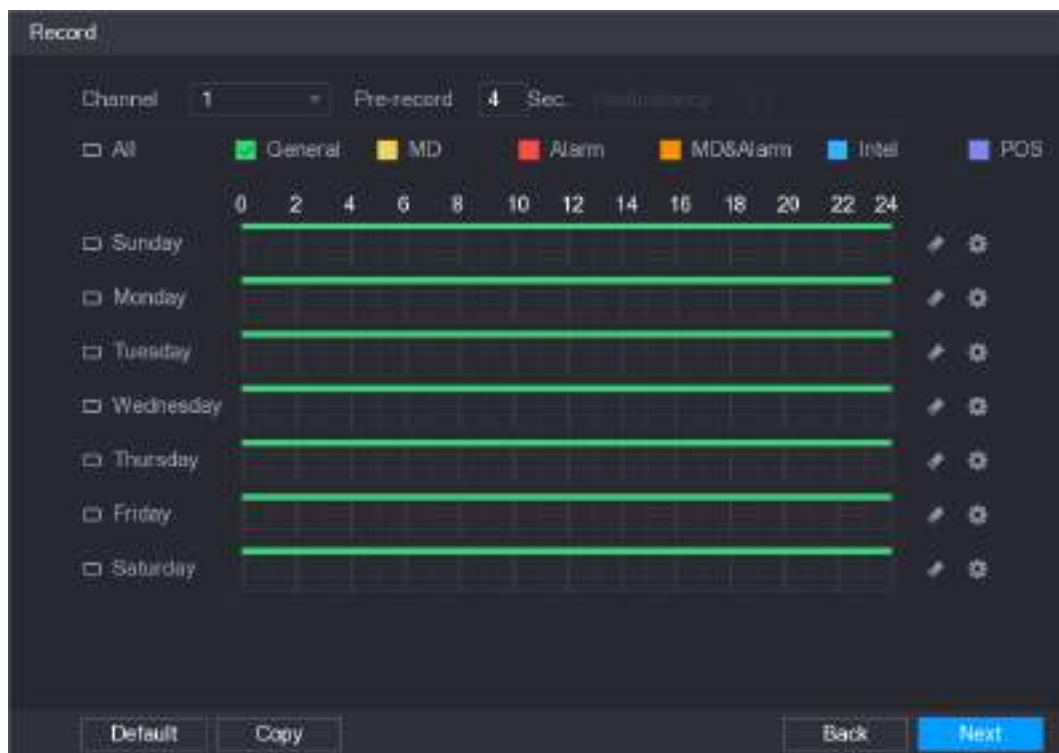 Record
Channel 1 Pre-record 4 Sec. Redundancy
All General MD Alarm MD&Alarm Intel POS
0 2 4 6 8 10 12 14 16 18 20 22 24
Sunday
Monday
Tuesday
Wednesday
Thursday
Friday
Saturday
Default Copy Back Next